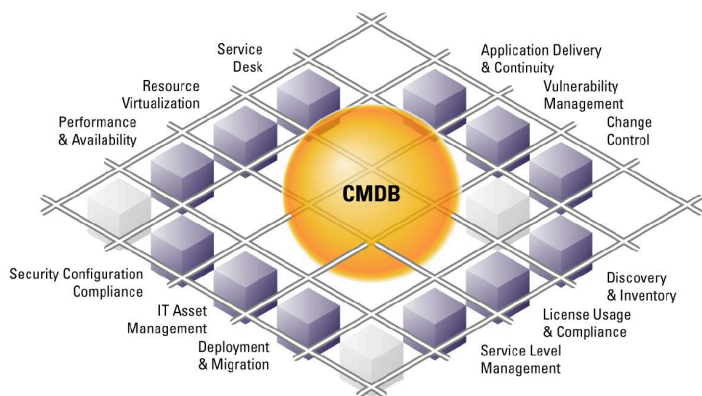 Service
Desk
Application Delivery
& Continuity
Resource
Virtualization
Vulnerability
Management
Performance
& Availability
Change
Control
CMDB
Security Configuration
Compliance
Discovery
& Inventory
IT Asset
Management
License Usage
& Compliance
Deployment
& Migration
Service Level
Management